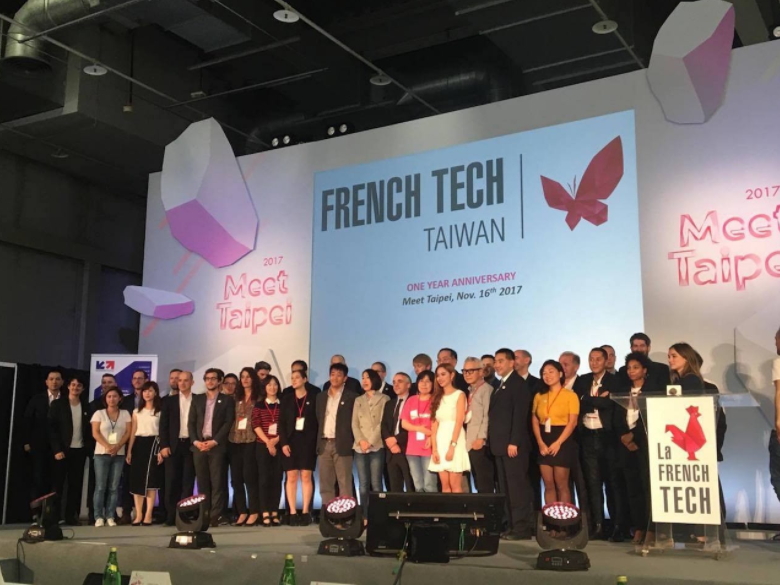 FRENCH TECH
TAIWAN
ONE YEAR ANNIVERSARY
Meet Taipei, Nov. 16th 2017
2017
Meet
Taipei
2017
Meet
Taipei
La
FRENCH
TECH